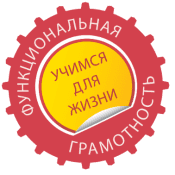 ФУНКЦИОНАЛЬНАЯ
УЧИМСЯ
ДЛЯ
ЖИЗНИ
ГРАМОТНОСТЬ